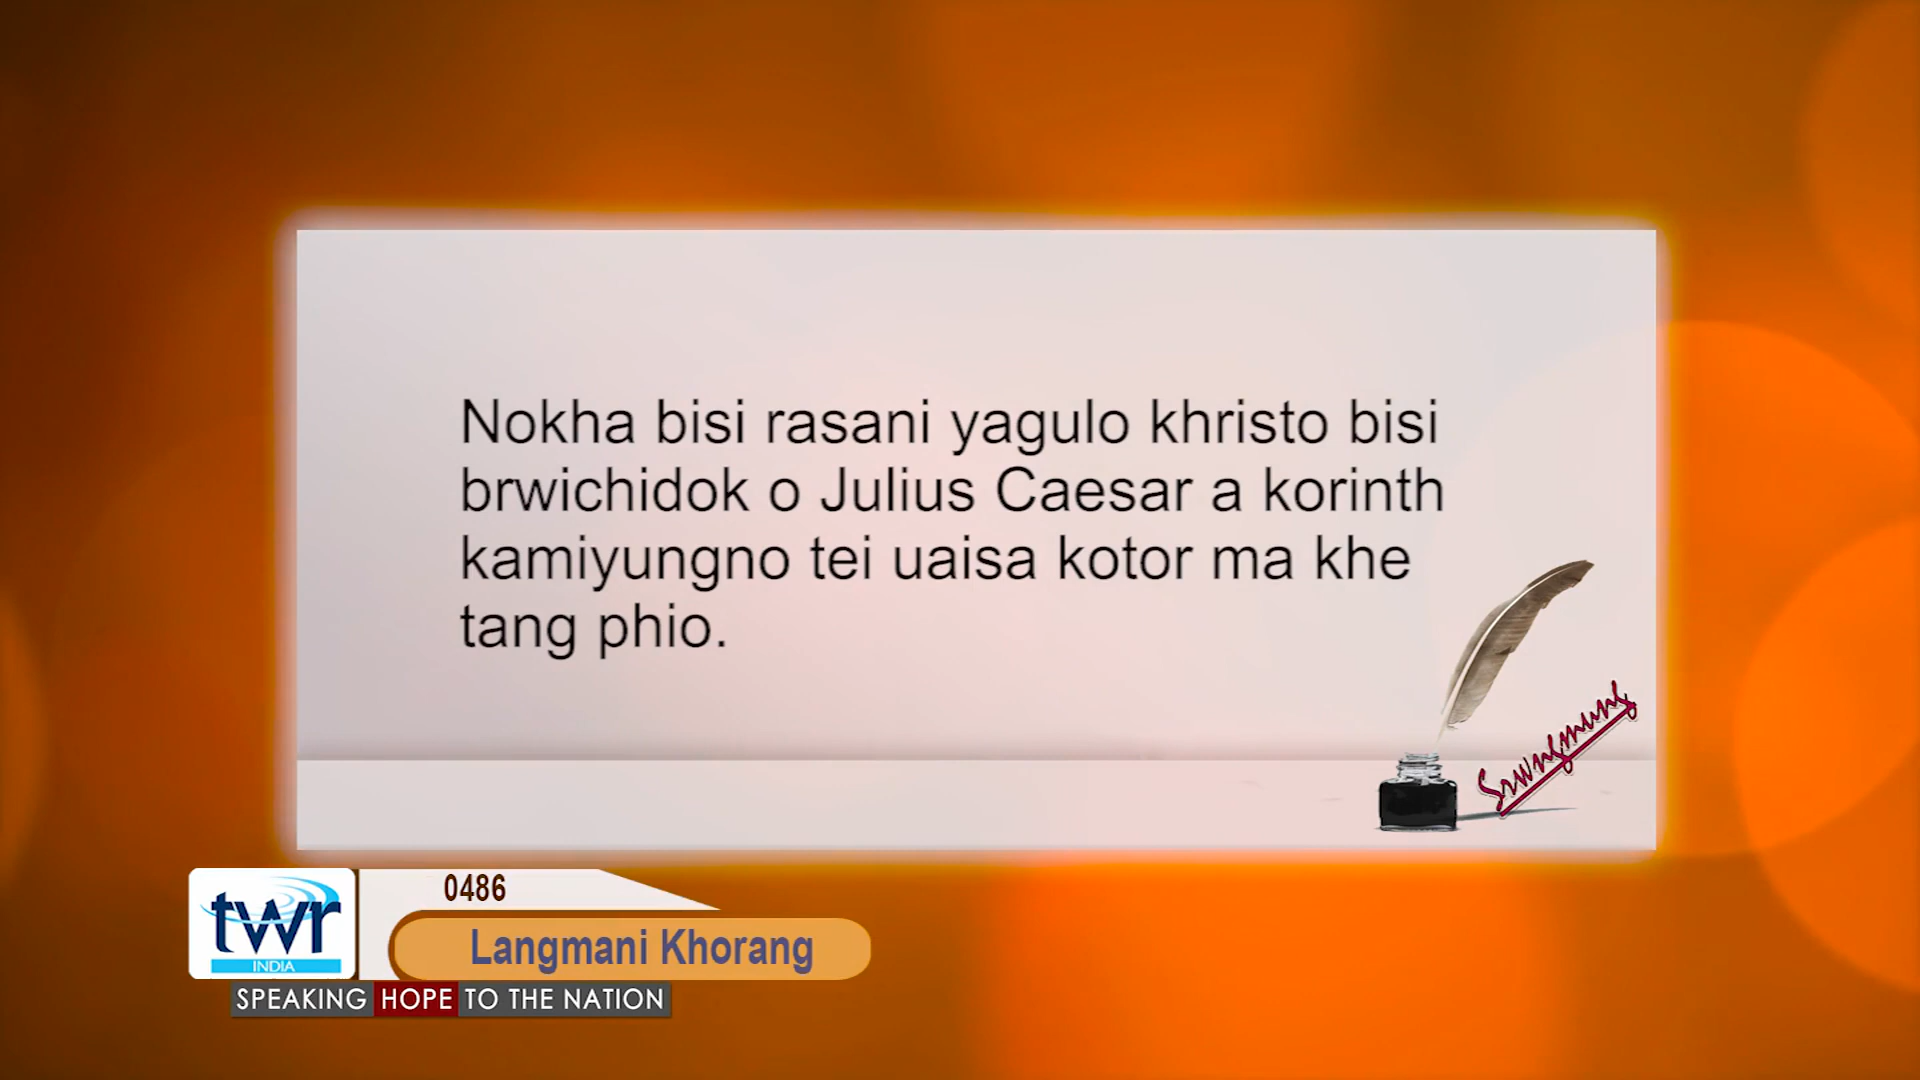 Nokha bisi rasani yagulo khristo bisi
brwichidok o Julius Caesar a korinth
kamiyungno tei uaisa kotor ma khe
tang phio.
Srwngmung
0486
twr
INDIA
Langmani Khorang
SPEAKING HOPE TO THE NATION